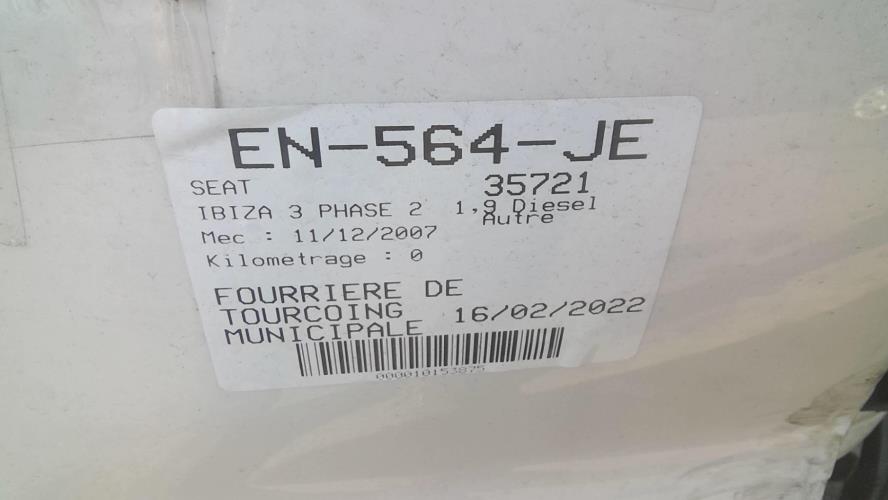 EN-564-JE
SEAT 35721
IBIZA 3 PHASE 2 1,9 Diesel
Autre
Mec : 11/12/2007
Kilometrage : 0
FOURRIERE DE
TOURCOING 16/02/2022
MUNICIPALE
000010153875